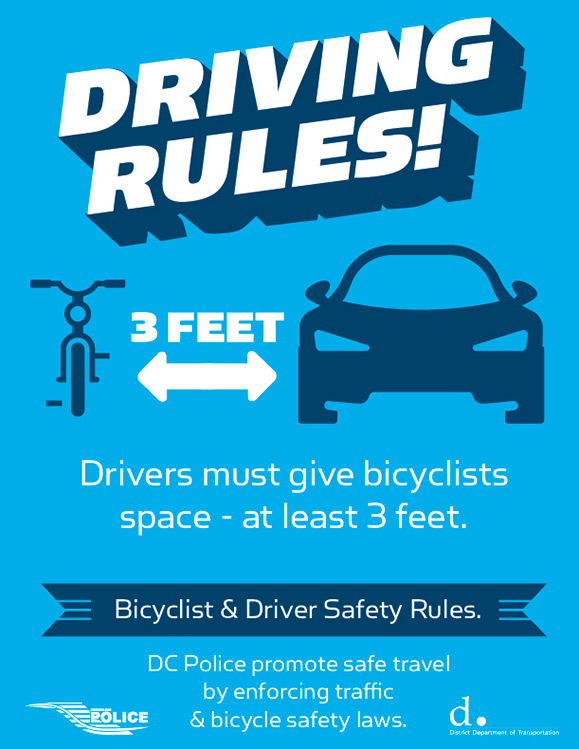 DRIVING
RULES!
3 FEET
Drivers must give bicyclists
space - at least 3 feet.
Bicyclist & Driver Safety Rules.
DC Police promote safe travel
by enforcing traffic
& bicycle safety laws.
POLICE
d.
District Department of Transportation